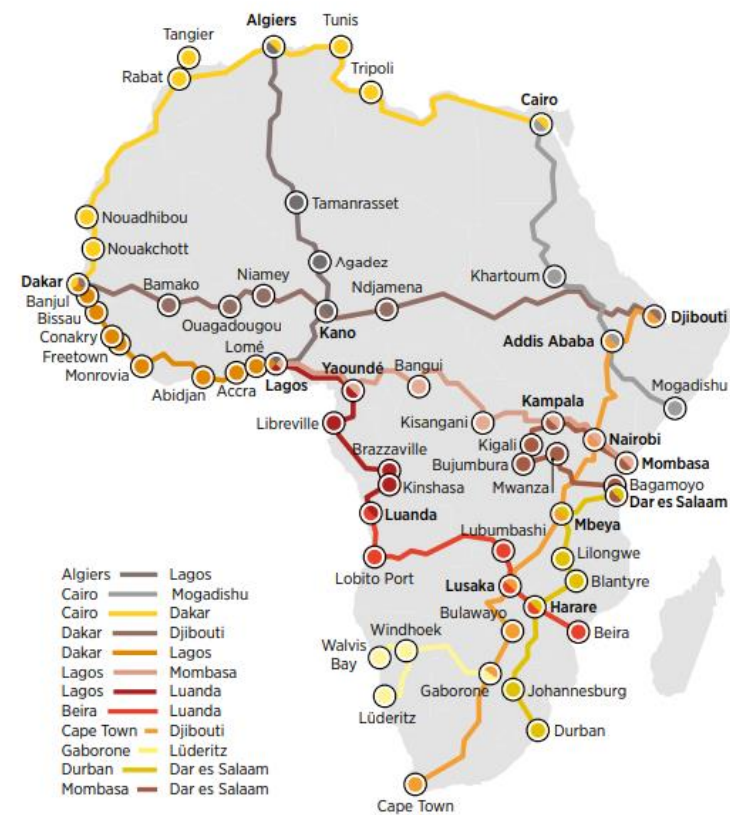 Algiers
Tunis
Tangier
Rabat
Tripoli
Cairo
Tamanrasset
Nouadhibou
Nouakchott
Agadez
Khartoum
Dakar
Bamako
Niamey
Ndjamena
Banjul
Bissau
Ouagadougou
Kano
Djibouti
Conakry
Freetown
Monrovia
Lomé
Addis Ababa
Abidjan
Accra
Lagos
Yaoundé
Bangui
Mogadishu
Libreville
Kisangani
Kampala
Brazzaville
Kigali
Nairobi
Bujumbura
Mombasa
Kinshasa
Mwanza
Bagamoyo
Dar es Salaam
Luanda
Lubumbashi
Mbeya
Lobito Port
Lilongwe
Lusaka
Blantyre
Bulawayo
Harare
Walvis
Bay
Windhoek
Beira
Gaborone
Johannesburg
Lüderitz
Durban
Cape Town
Algiers Lagos
Cairo Mogadishu
Cairo Dakar
Dakar Djibouti
Dakar Lagos
Lagos Mombasa
Lagos Luanda
Beira Luanda
Cape Town Djibouti
Gaborone Lüderitz
Durban Dar es Salaam
Mombasa Dar es Salaam